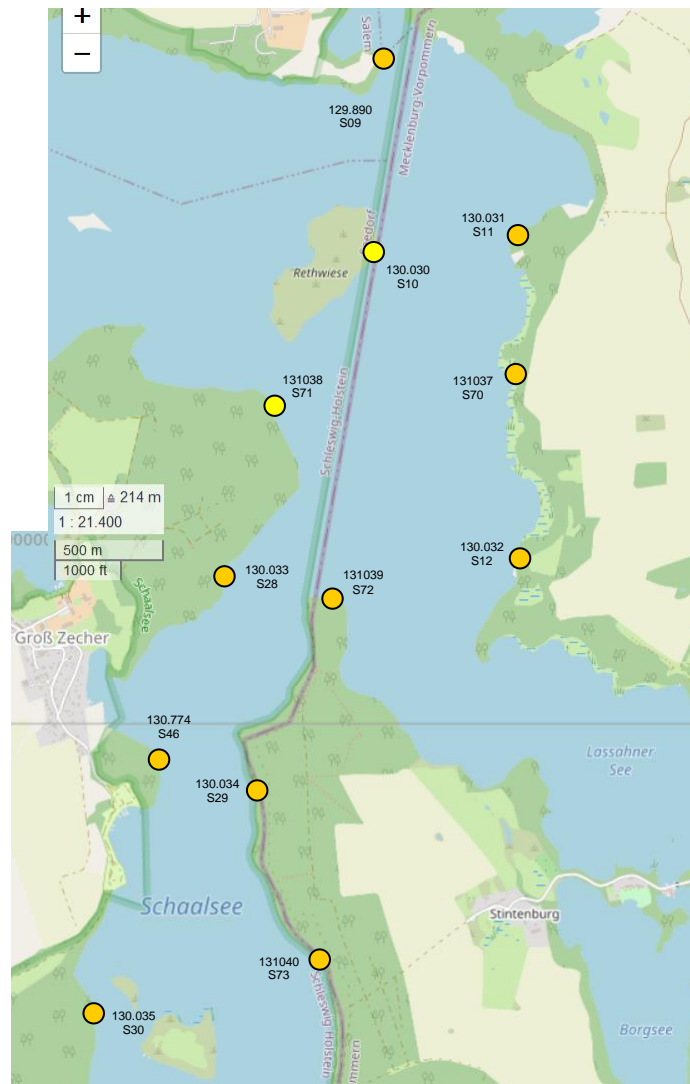 +
−
Salem
Mecklenburg-Vorpommern
129.890
S09
130.031
S11
130.030
S10
Rethwiese
131038
S71
131037
S70
Schleswig-Holstein
1 cm ≙ 214 m
1 : 21.400
500 m
1000 ft
130.033
S28
131039
S72
130.032
S12
Schaalsee
Groß Zecher
130.774
S46
130.034
S29
Lassahner
See
Schaalsee
Stintenburg
131040
S73
130.035
S30
Schleswig Holstein
Borgsee